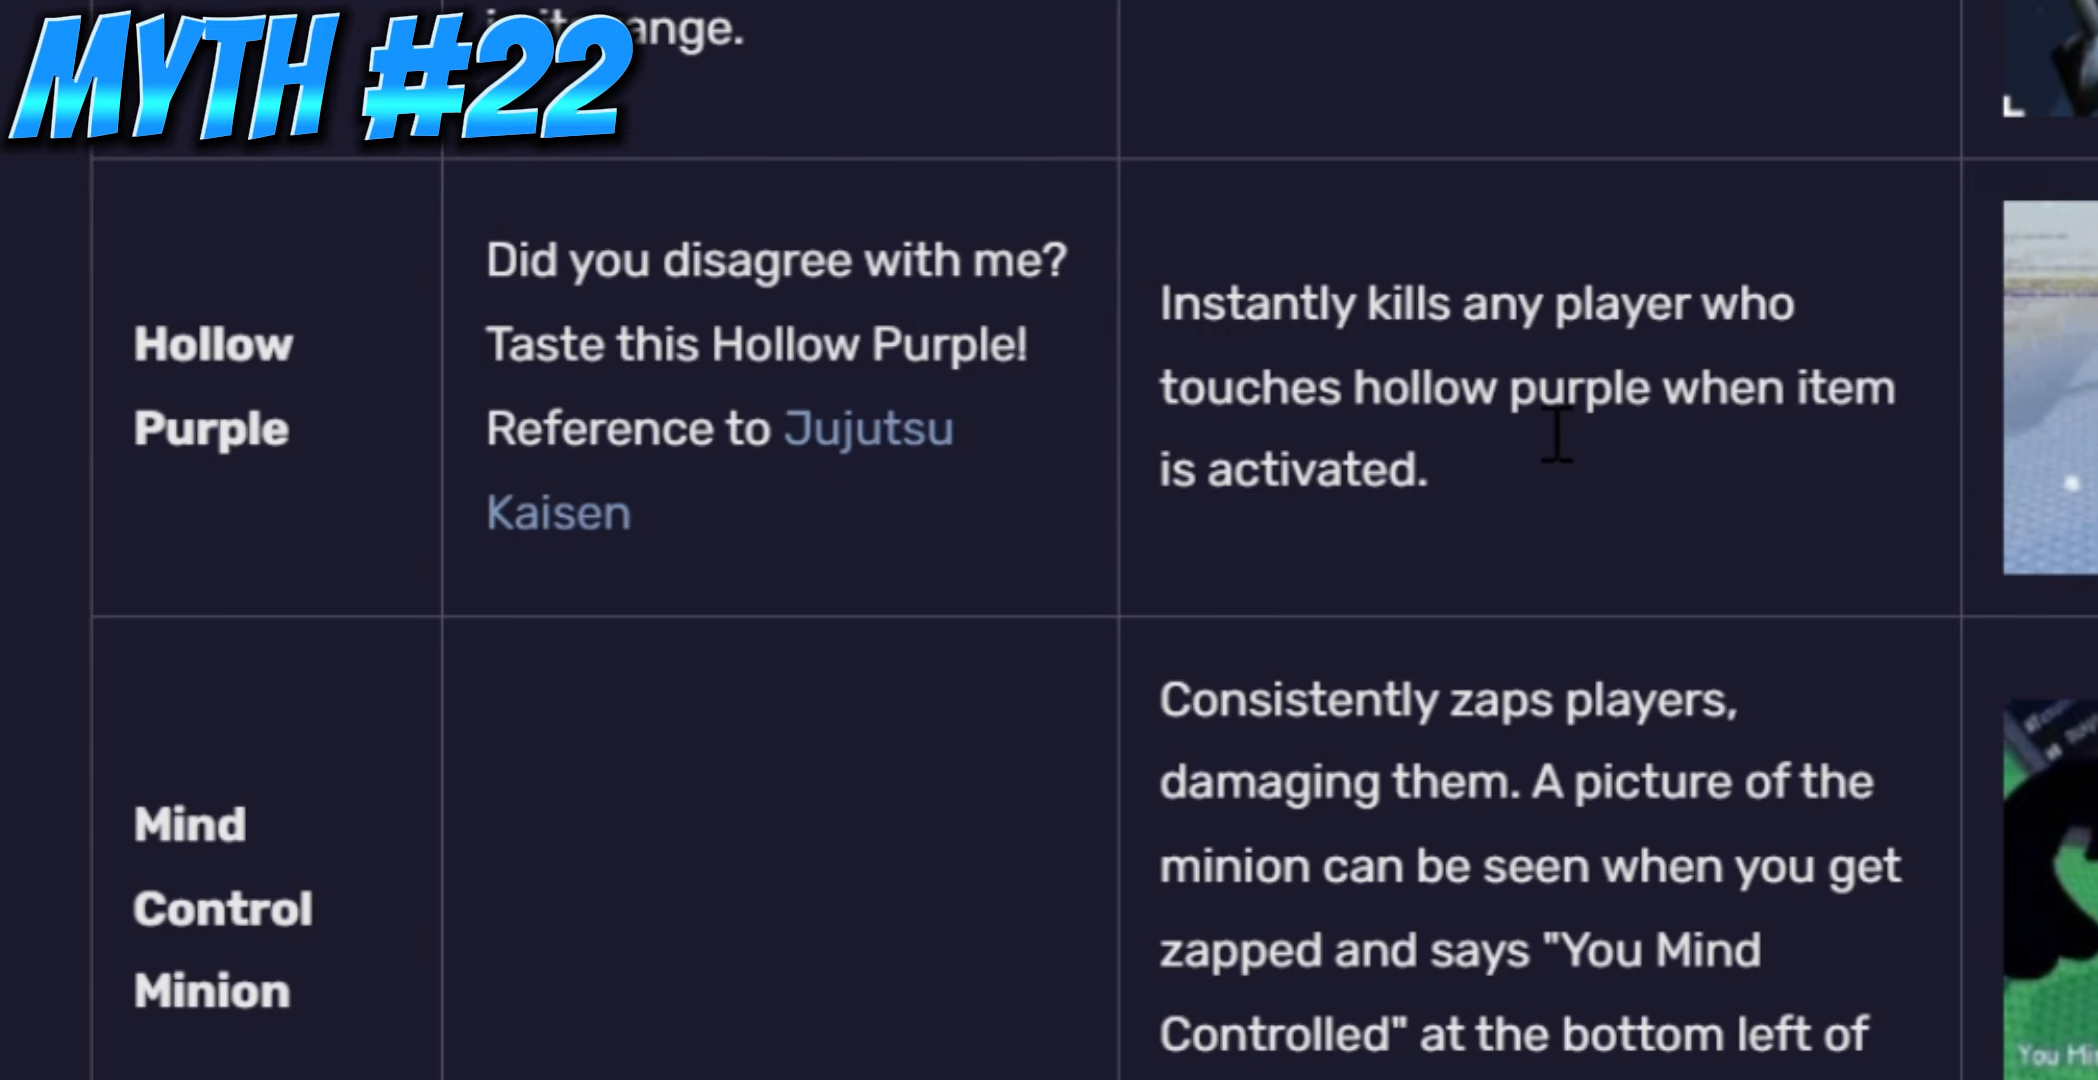 MYTH #22
ange.
L
Hollow
Purple
Did you disagree with me?
Taste this Hollow Purple!
Reference to Jujutsu
Kaisen
Instantly kills any player who
touches hollow purple when item
is activated.
Mind
Control
Minion
Consistently zaps players,
damaging them. A picture of the
minion can be seen when you get
zapped and says "You Mind
Controlled" at the bottom left of
You Mi